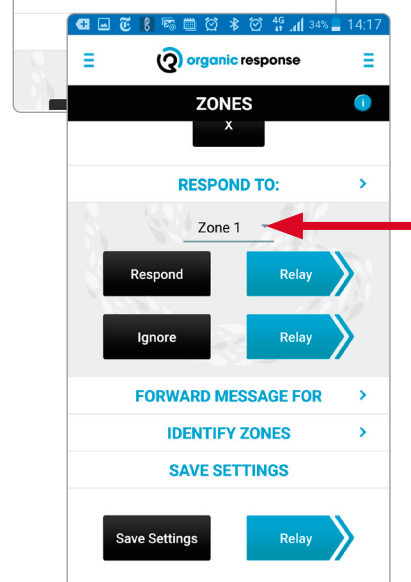 4G 34% 14:17
organic response
ZONES
i
X
RESPOND TO: >
Zone 1
Respond Relay
Ignore Relay
FORWARD MESSAGE FOR >
IDENTIFY ZONES >
SAVE SETTINGS
Save Settings Relay